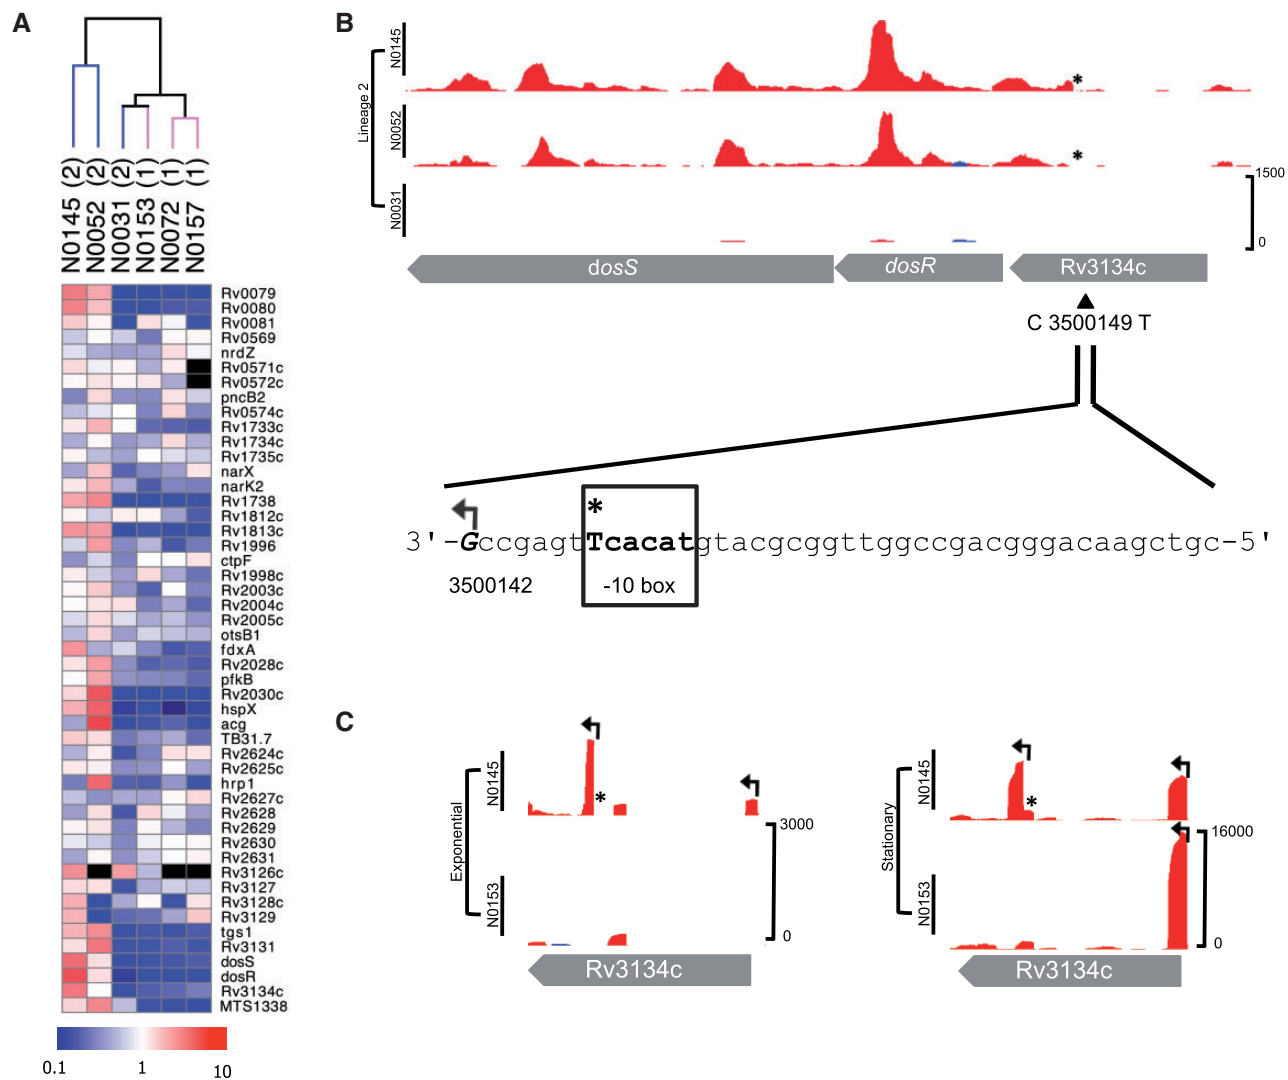 A
N0145 (2)
N0052 (2)
N0031 (2)
N0153 (1)
N0072 (1)
N0157 (1)
Rv0079
Rv0080
Rv0081
Rv0569
nrdZ
Rv0571c
Rv0572c
pncB2
Rv0574c
Rv1733c
Rv1734c
Rv1735c
narX
narK2
Rv1738
Rv1812c
Rv1813c
Rv1996
ctpF
Rv1998c
Rv2003c
Rv2004c
Rv2005c
otsB1
fdxA
Rv2028c
pfkB
Rv2030c
hspX
acg
TB31.7
Rv2624c
Rv2625c
hrp1
Rv2627c
Rv2628
Rv2629
Rv2630
Rv2631
Rv3126c
Rv3127
Rv3128c
Rv3129
tgs1
Rv3131
dosS
dosR
Rv3134c
MTS1338
0.1 1 10
B
Lineage 2
N0145
*
N0052
*
N0031
1500
0
dosS dosR Rv3134c
C 3500149 T
*
3'-GccgagtTcacatgtacgcggttggccgacgggacaagctgc-5'
3500142 -10 box
C
Exponential
N0145
*
N0153
3000
0
Rv3134c
Stationary
N0145
*
N0153
16000
0
Rv3134c